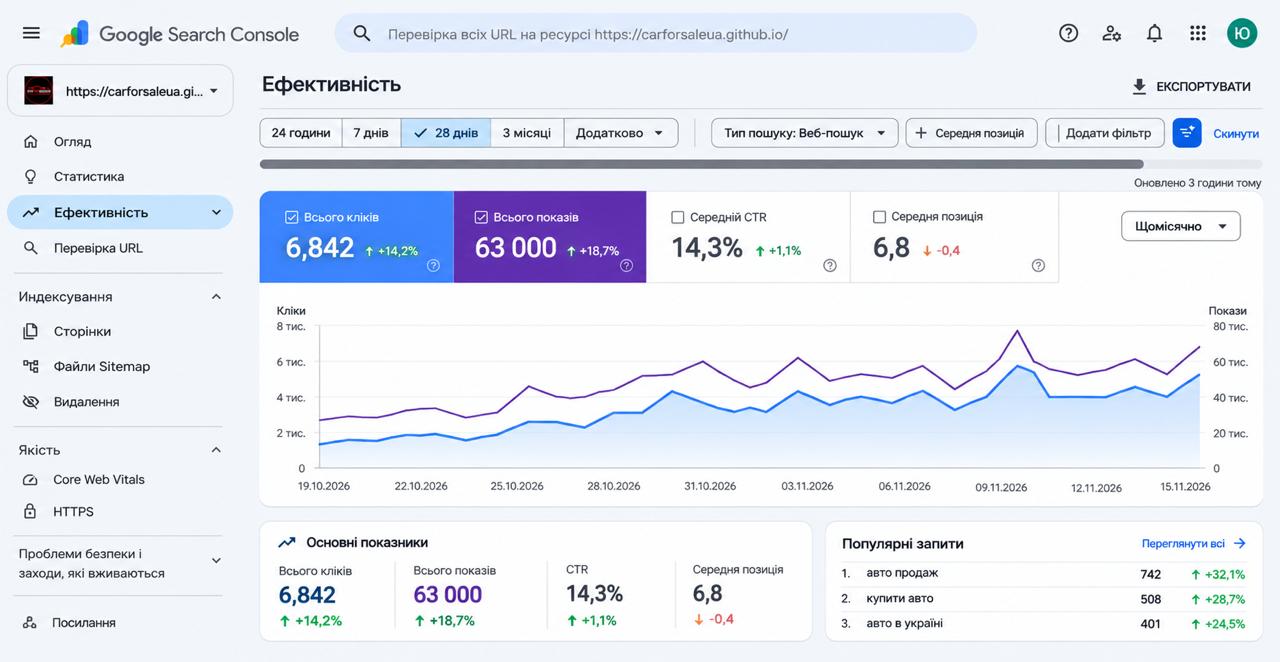 Google Search Console
Перевірка всіх URL на ресурсі https://carforsaleua.github.io/
Ю
https://carforsaleua.gi...
Огляд
Статистика
Ефективність
Перевірка URL
Индексування
Сторінки
Файли Sitemap
Видалення
Якість
Core Web Vitals
HTTPS
Проблеми безпеки і
заходи, які вживаються
Посилання
Ефективність
ЕКСПОРТУВАТИ
24 години
7 днів
28 днів
3 місяці
Додатково
Тип пошуку: Веб-пошук
Середня позиція
Додати фільтр
Скинути
Оновлено 3 години тому
Всього кліків
6,842 +14,2%
Всього показів
63 000 +18,7%
Середній CTR
14,3% +1,1%
Середня позиція
6,8 -0,4
Щомісячно
Кліки
8 тис.
6 тис.
4 тис.
2 тис.
0
Покази
80 тис.
60 тис.
40 тис.
20 тис.
0
19.10.2026
22.10.2026
25.10.2026
28.10.2026
31.10.2026
03.11.2026
06.11.2026
09.11.2026
12.11.2026
15.11.2026
Основні показники
Всього кліків
6,842
+14,2%
Всього показів
63 000
+18,7%
CTR
14,3%
+1,1%
Середня позиція
6,8
-0,4
Популярні запити
Переглянути всі
1. авто продаж 742 +32,1%
2. купити авто 508 +28,7%
3. авто в україні 401 +24,5%